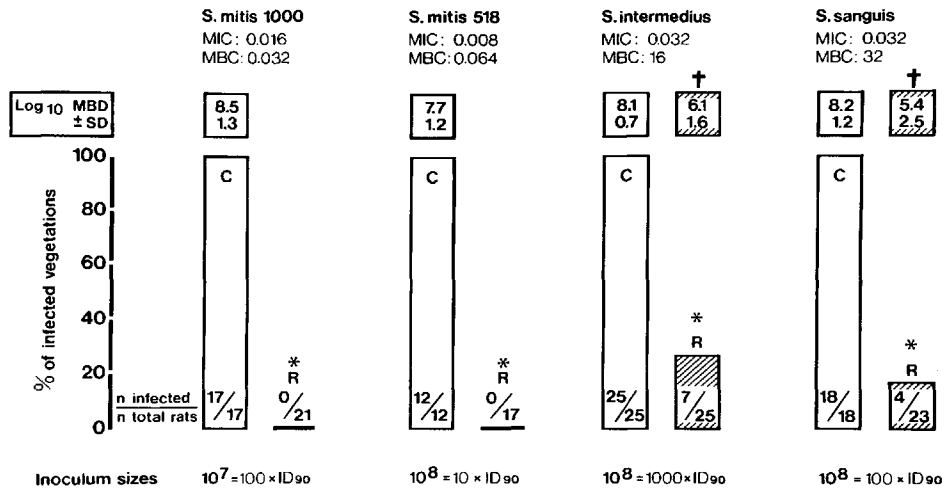 S. mitis 1000 S. mitis 518 S. intermedius S. sanguis
MIC: 0.016 MIC: 0.008 MIC: 0.032 MIC: 0.032
MBC: 0.032 MBC: 0.064 MBC: 16 MBC: 32
† †
Log10 MBD 8.5 7.7 8.1 6.1 8.2 5.4
± SD 1.3 1.2 0.7 1.6 1.2 2.5
% of infected vegetations
100
80
60
40
20
0
C C C C
* * * *
R R R R
n infected 17/17 0/21 12/12 0/17 25/25 7/25 18/18 4/23
n total rats
Inoculum sizes 10⁷=100×ID90 10⁸=10×ID90 10⁸=1000×ID90 10⁸=100×ID90